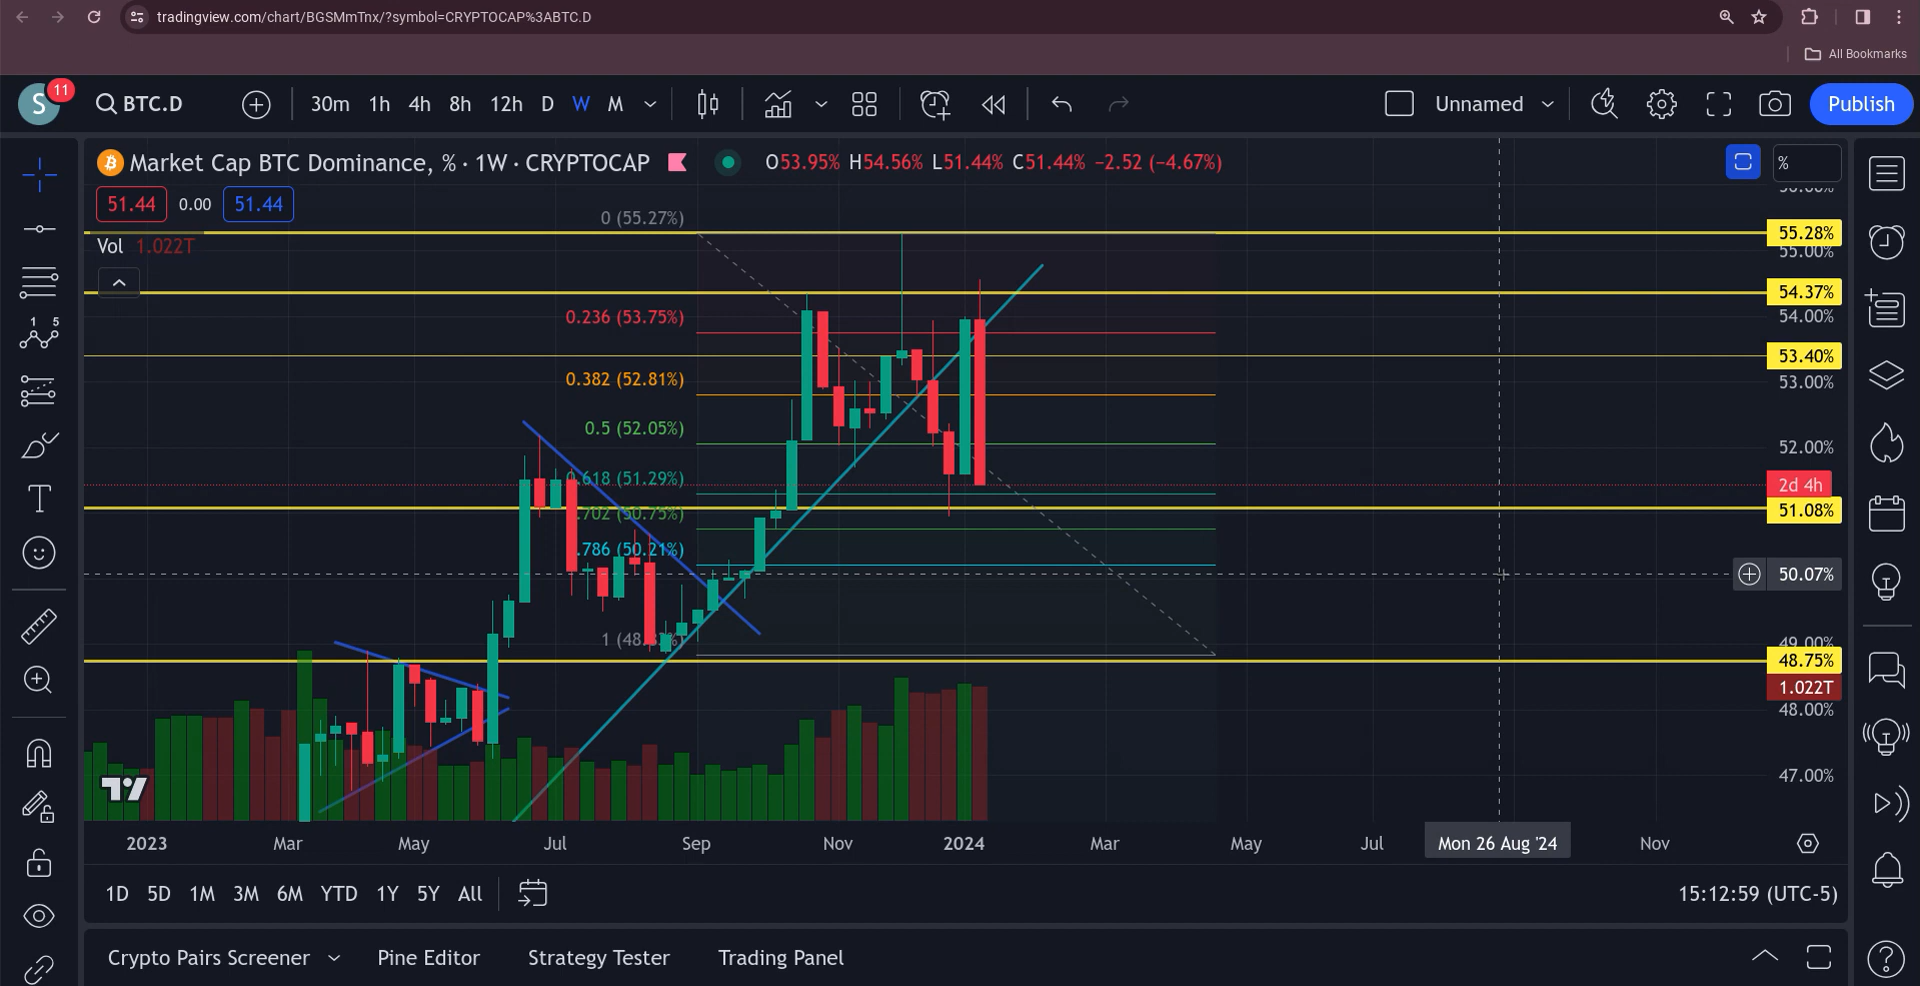 tradingview.com/chart/BGSMmTnx/?symbol=CRYPTOCAP%3ABTC.D
All Bookmarks
S 11 BTC.D 30m 1h 4h 8h 12h D W M Unnamed Publish
Market Cap BTC Dominance, % · 1W · CRYPTOCAP O53.95% H54.56% L51.44% C51.44% −2.52 (−4.67%) %
51.44 0.00 51.44
0 (55.27%)
55.28%
Vol 1.022T
55.00%
54.37%
0.236 (53.75%)
54.00%
53.40%
0.382 (52.81%)
53.00%
0.5 (52.05%)
52.00%
0.618 (51.29%)
2d 4h
.702 (50.75%)
51.08%
.786 (50.21%)
50.07%
1 (48.
49.00%
48.75%
1.022T
48.00%
47.00%
2023 Mar May Jul Sep Nov 2024 Mar May Jul Mon 26 Aug '24 Nov
1D 5D 1M 3M 6M YTD 1Y 5Y All 15:12:59 (UTC-5)
Crypto Pairs Screener Pine Editor Strategy Tester Trading Panel